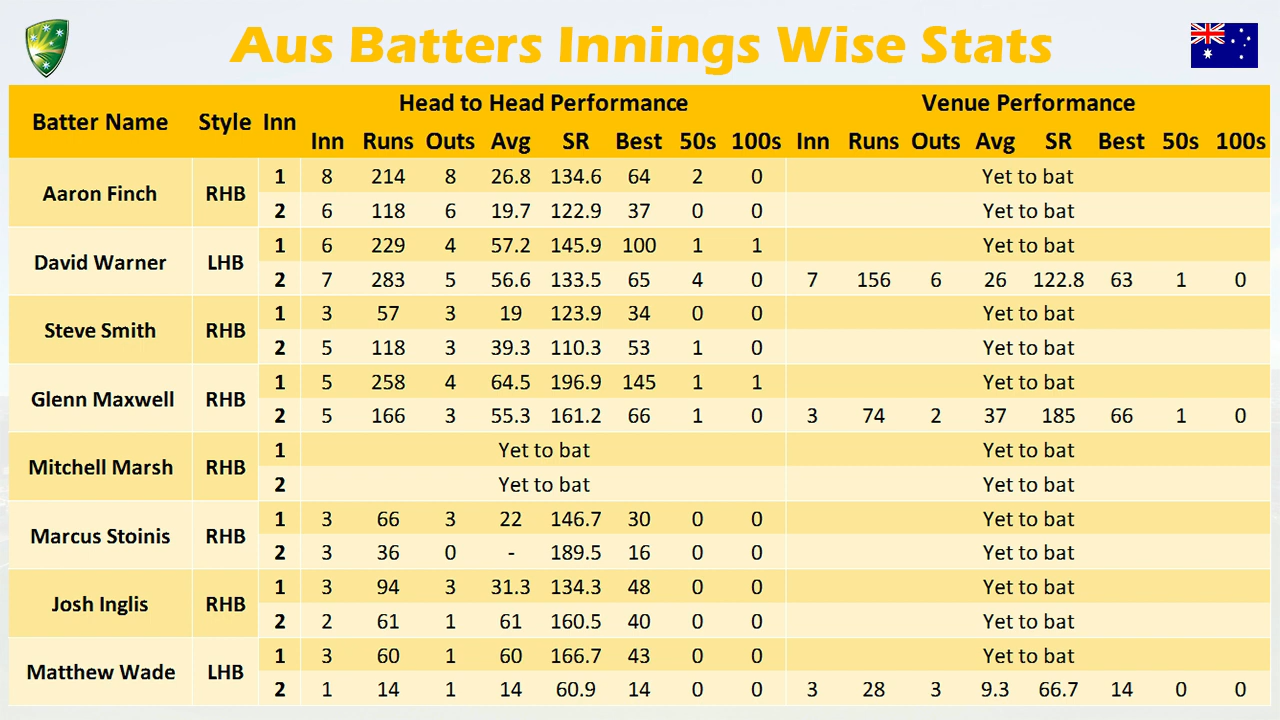 Aus Batters Innings Wise Stats
Batter Name Style Inn Head to Head Performance Venue Performance
Inn Runs Outs Avg SR Best 50s 100s Inn Runs Outs Avg SR Best 50s 100s
Aaron Finch RHB 1 8 214 8 26.8 134.6 64 2 0 Yet to bat
2 6 118 6 19.7 122.9 37 0 0 Yet to bat
David Warner LHB 1 6 229 4 57.2 145.9 100 1 1 Yet to bat
2 7 283 5 56.6 133.5 65 4 0 7 156 6 26 122.8 63 1 0
Steve Smith RHB 1 3 57 3 19 123.9 34 0 0 Yet to bat
2 5 118 3 39.3 110.3 53 1 0 Yet to bat
Glenn Maxwell RHB 1 5 258 4 64.5 196.9 145 1 1 Yet to bat
2 5 166 3 55.3 161.2 66 1 0 3 74 2 37 185 66 1 0
Mitchell Marsh RHB 1 Yet to bat Yet to bat
2 Yet to bat Yet to bat
Marcus Stoinis RHB 1 3 66 3 22 146.7 30 0 0 Yet to bat
2 3 36 0 - 189.5 16 0 0 Yet to bat
Josh Inglis RHB 1 3 94 3 31.3 134.3 48 0 0 Yet to bat
2 2 61 1 61 160.5 40 0 0 Yet to bat
Matthew Wade LHB 1 3 60 1 60 166.7 43 0 0 Yet to bat
2 1 14 1 14 60.9 14 0 0 3 28 3 9.3 66.7 14 0 0